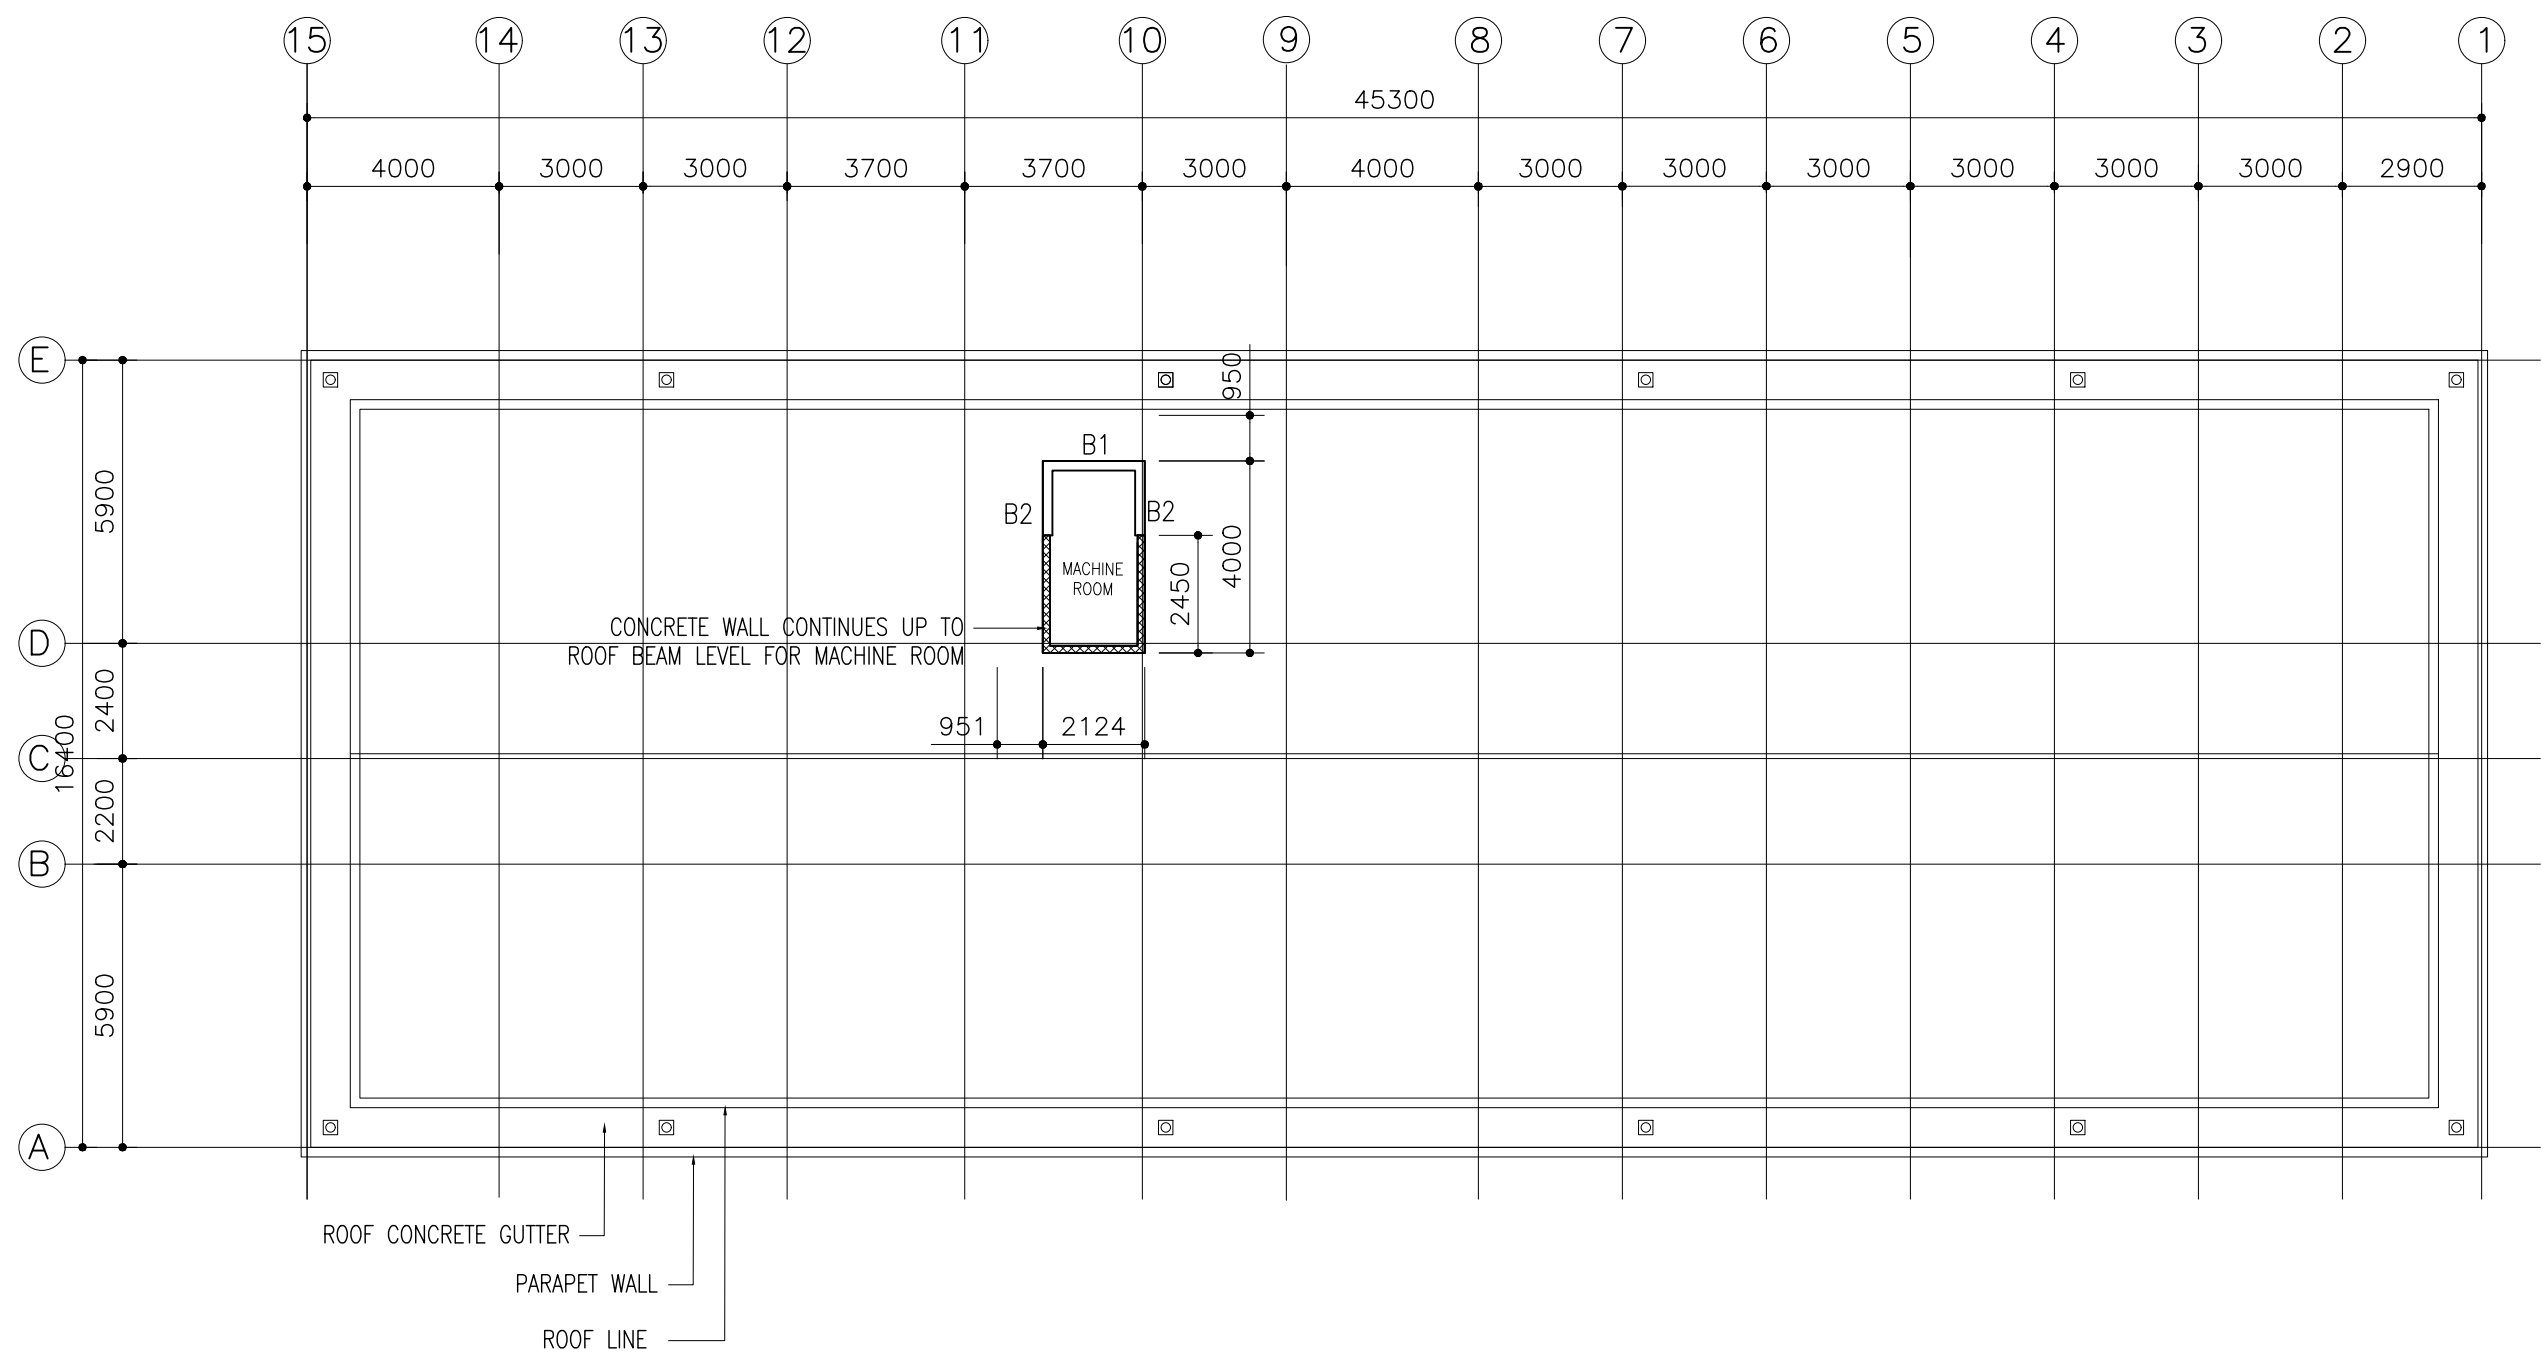 15 14 13 12 11 10 9 8 7 6 5 4 3 2 1
45300
4000 3000 3000 3700 3700 3000 4000 3000 3000 3000 3000 3000 3000 2900
E
950
B1
5900
B2
B2
4000
MACHINE
ROOM
2450
CONCRETE WALL CONTINUES UP TO
ROOF BEAM LEVEL FOR MACHINE ROOM
D
2400
951 2124
16400
C
2200
B
5900
A
ROOF CONCRETE GUTTER
PARAPET WALL
ROOF LINE